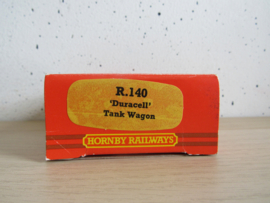 R.140
'Duracell'
Tank Wagon
HORNBY RAILWAYS